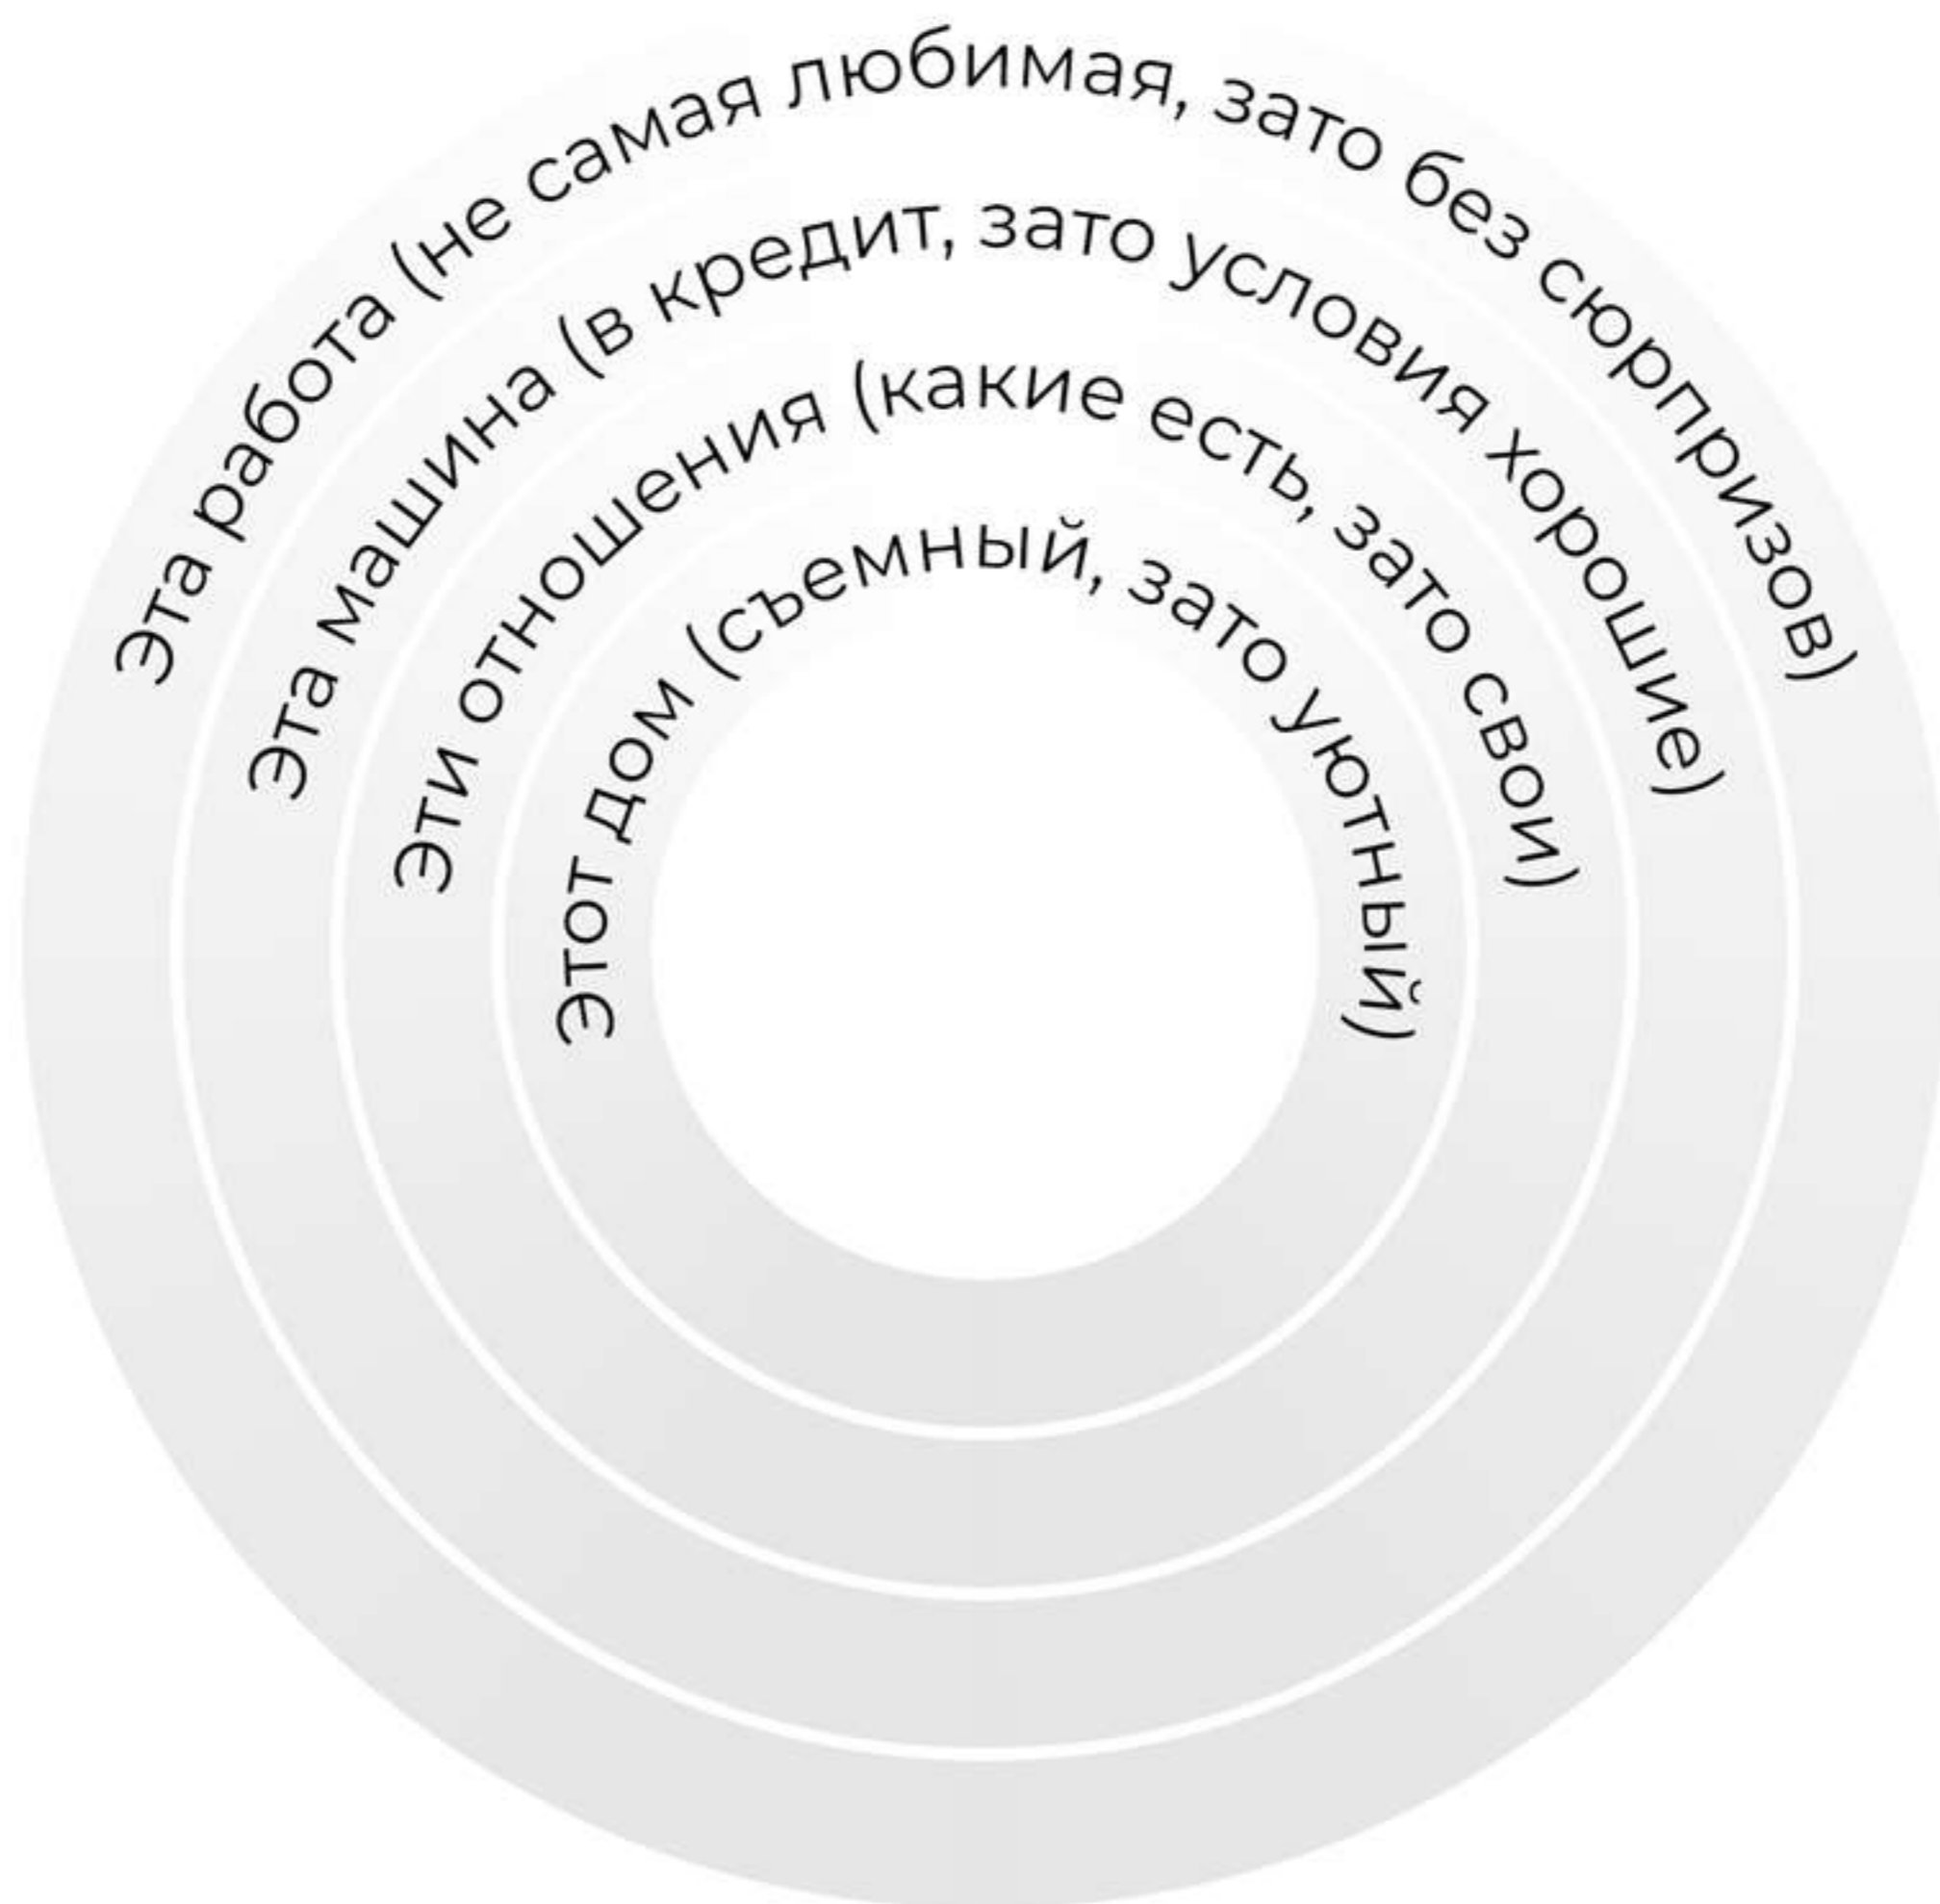 Эта работа (не самая любимая, зато без сюрпризов)
Эта машина (в кредит, зато условия хорошие)
Эти отношения (какие есть, зато свои)
Этот дом (съемный, зато уютный)